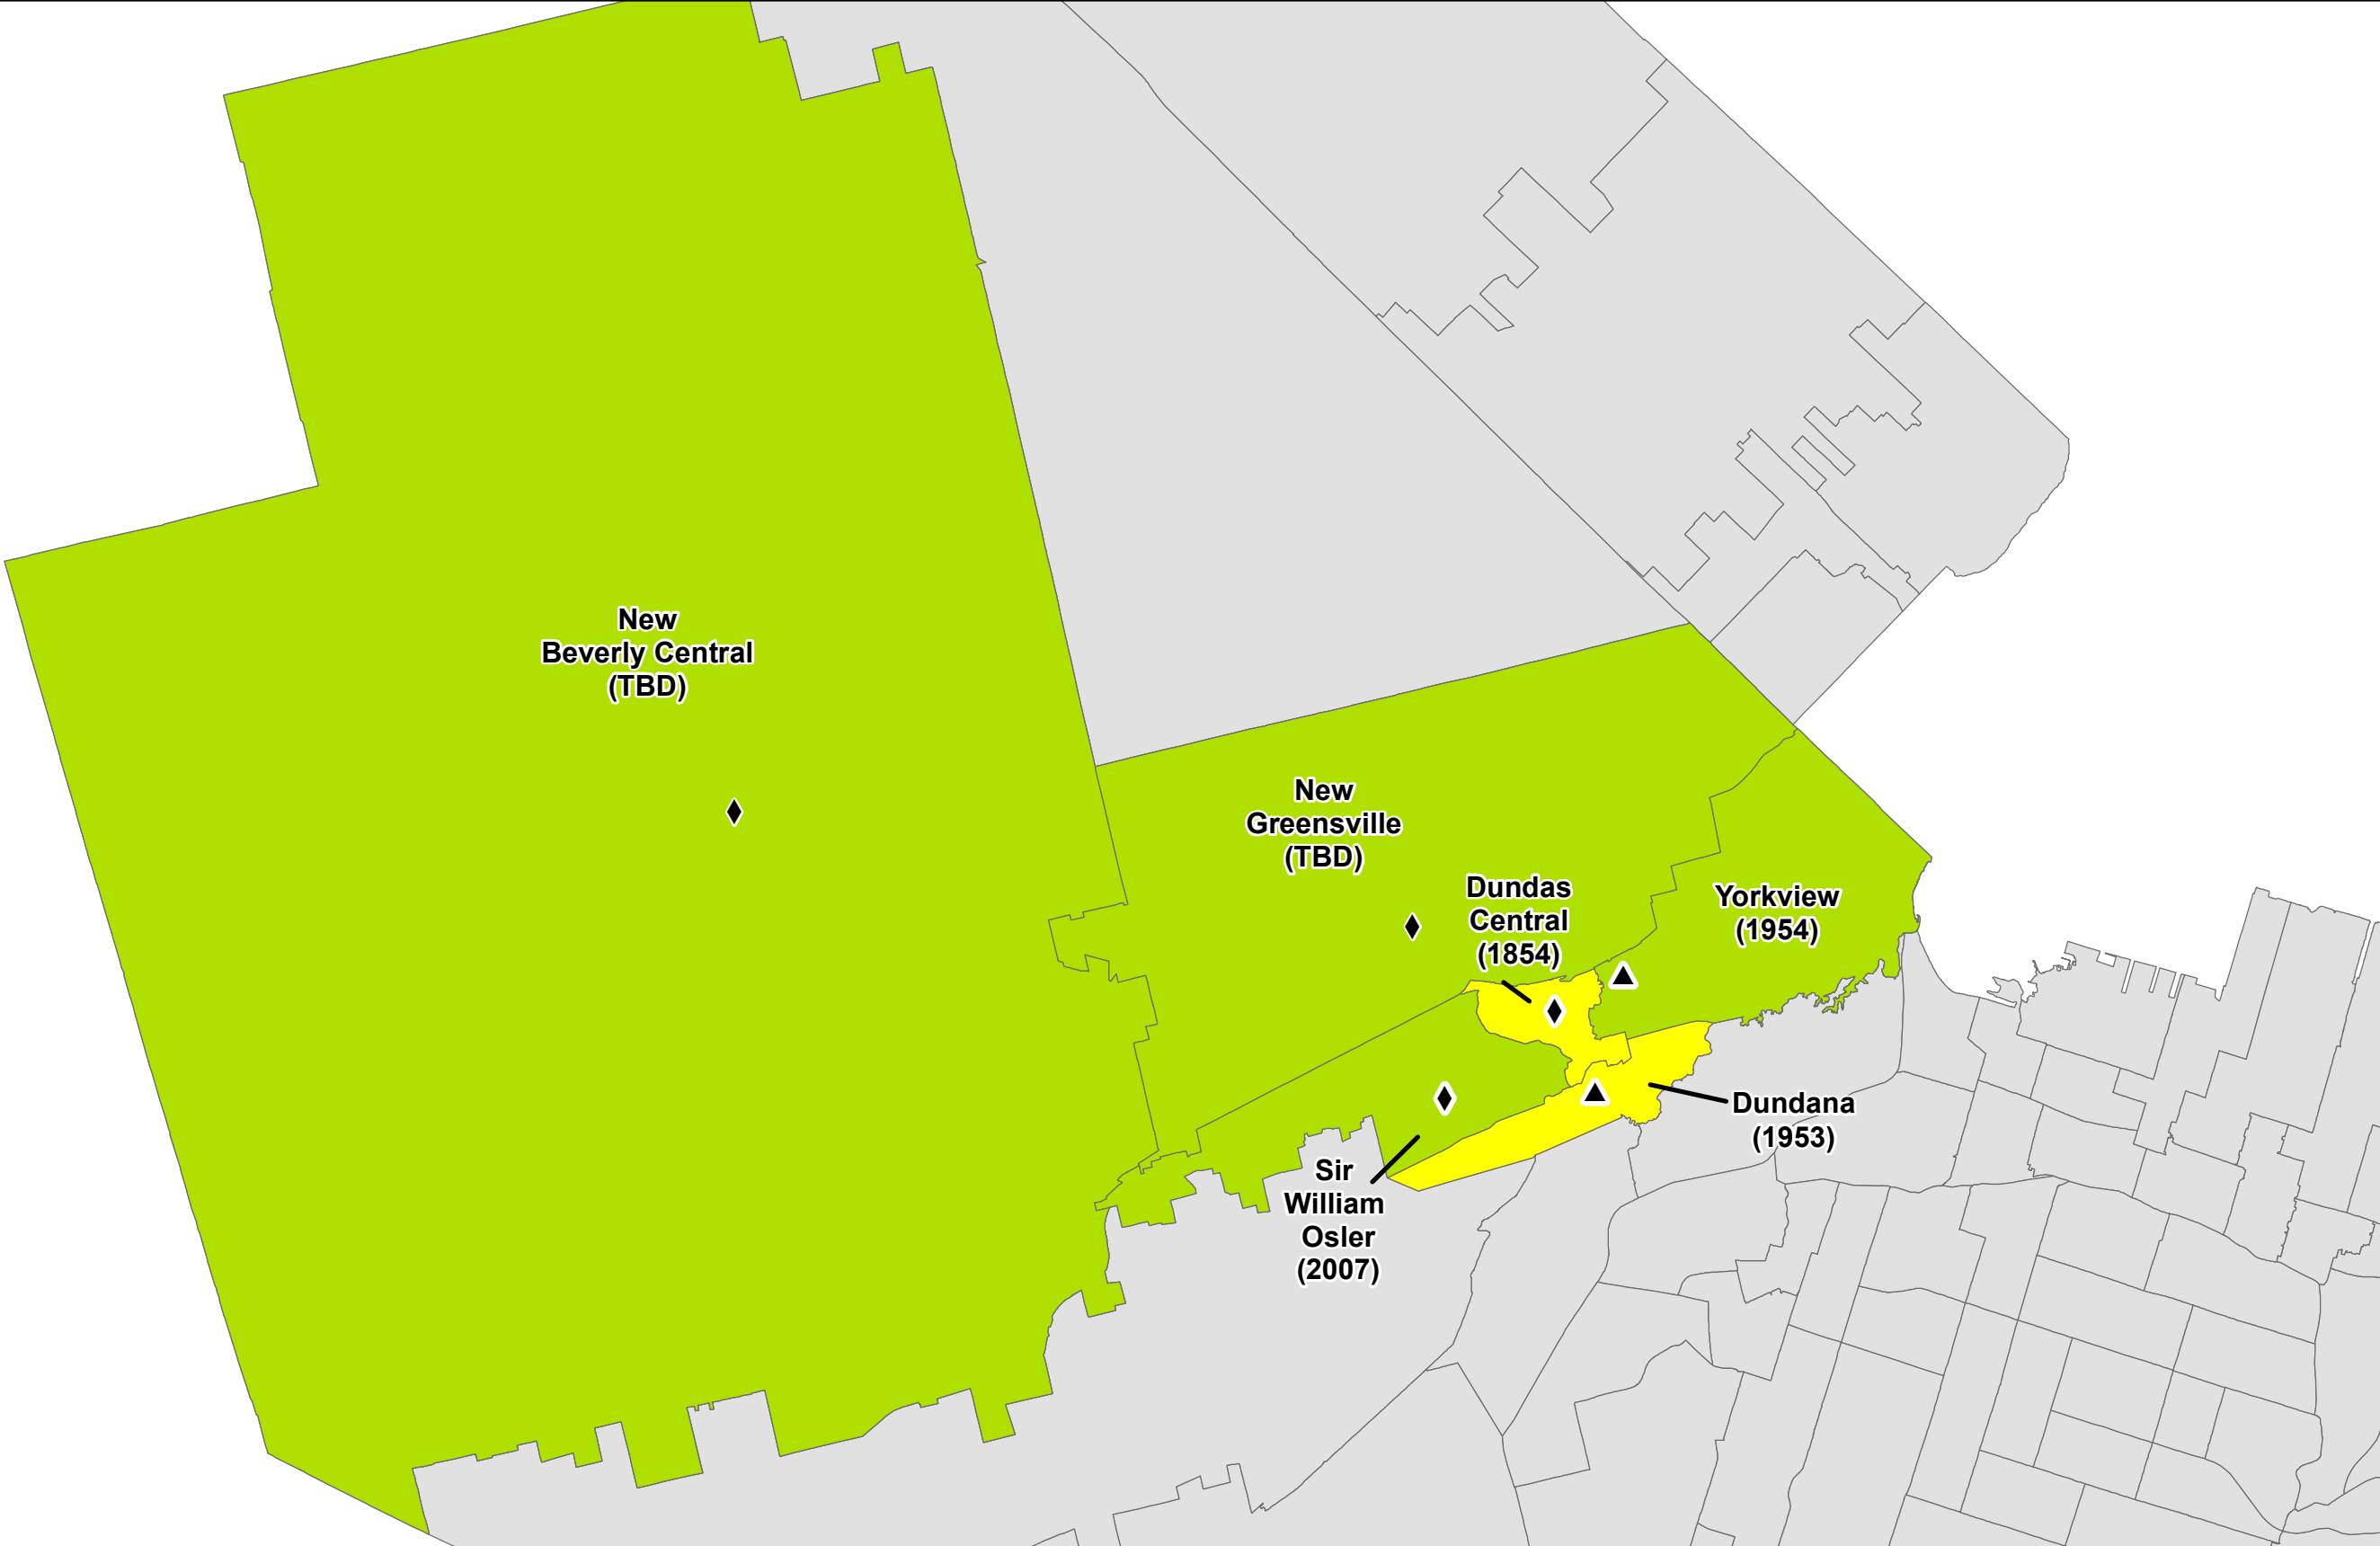 New
Beverly Central
(TBD)
New
Greensville
(TBD)
Dundas
Central
(1854)
Yorkview
(1954)
Dundana
(1953)
Sir
William
Osler
(2007)